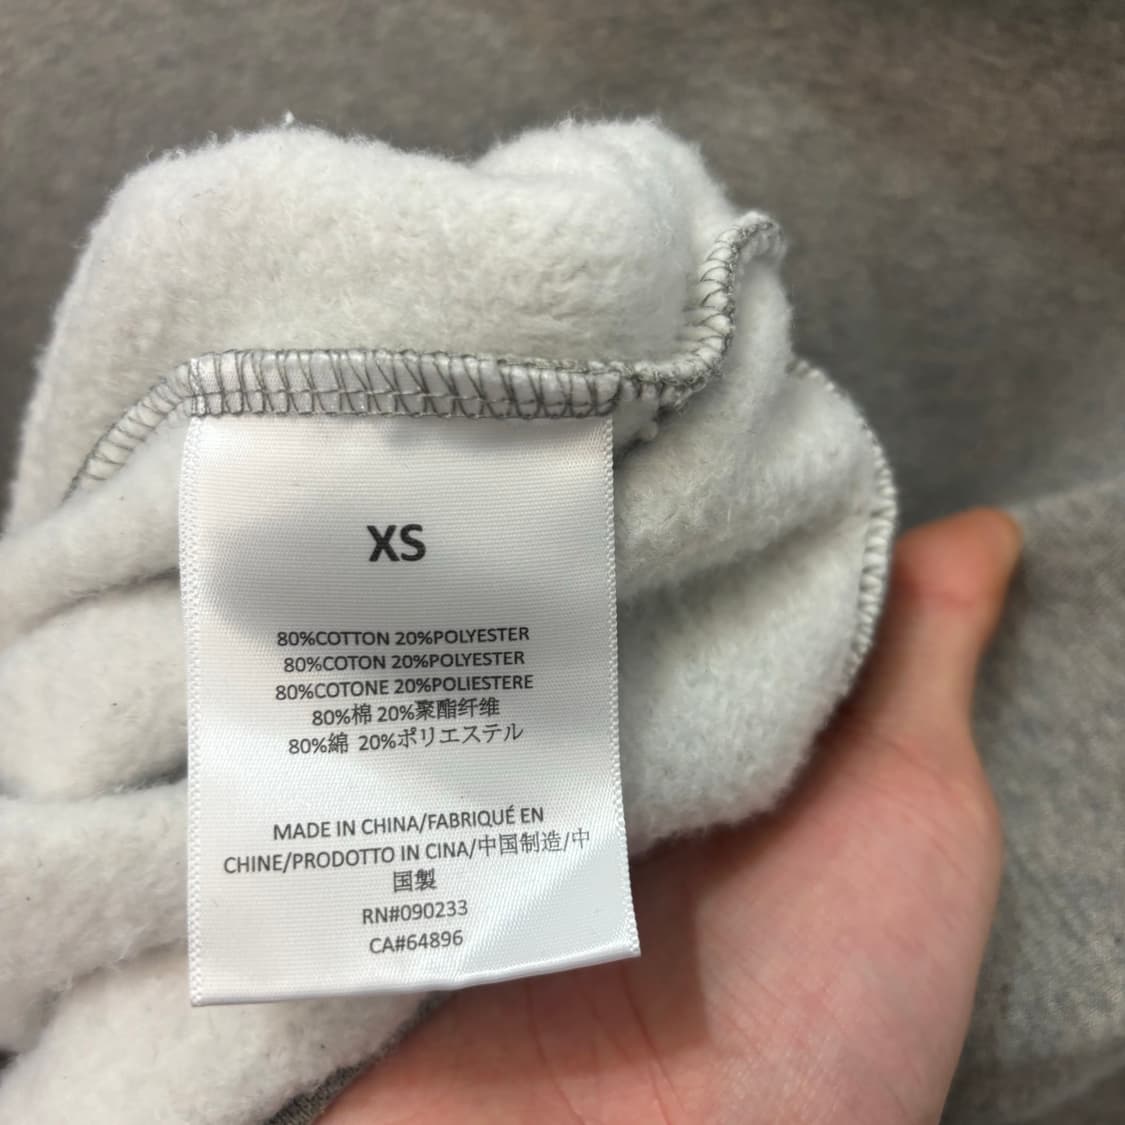 XS
80%COTTON 20%POLYESTER
80%COTON 20%POLYESTER
80%COTONE 20%POLIESTERE
80%棉 20%聚酯纤维
80%綿 20%ポリエステル
MADE IN CHINA/FABRIQUÉ EN
CHINE/PRODOTTO IN CINA/中国制造/中
国製
RN#090233
CA#64896